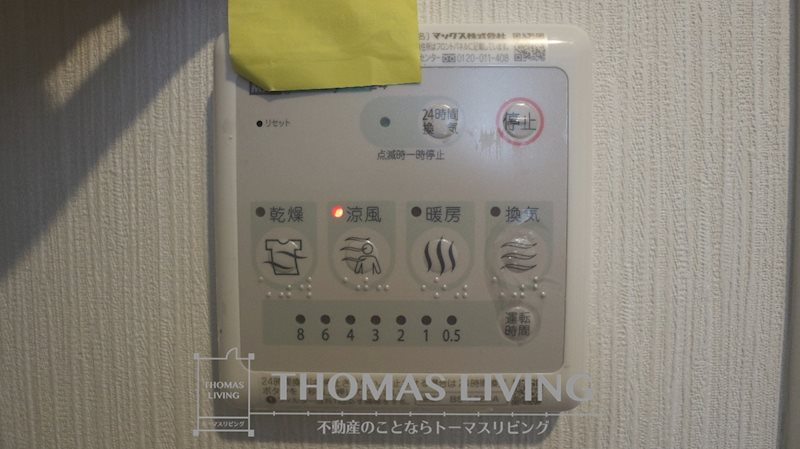 マックス株式会社
0120-011-408
リセット
24時間
換気
停止
点滅時一時停止
乾燥
涼風
暖房
換気
8 6 4 3 2 1 0.5
運転
時間
THOMAS
LIVING
トーマスリビング
THOMAS LIVING
不動産のことならトーマスリビング